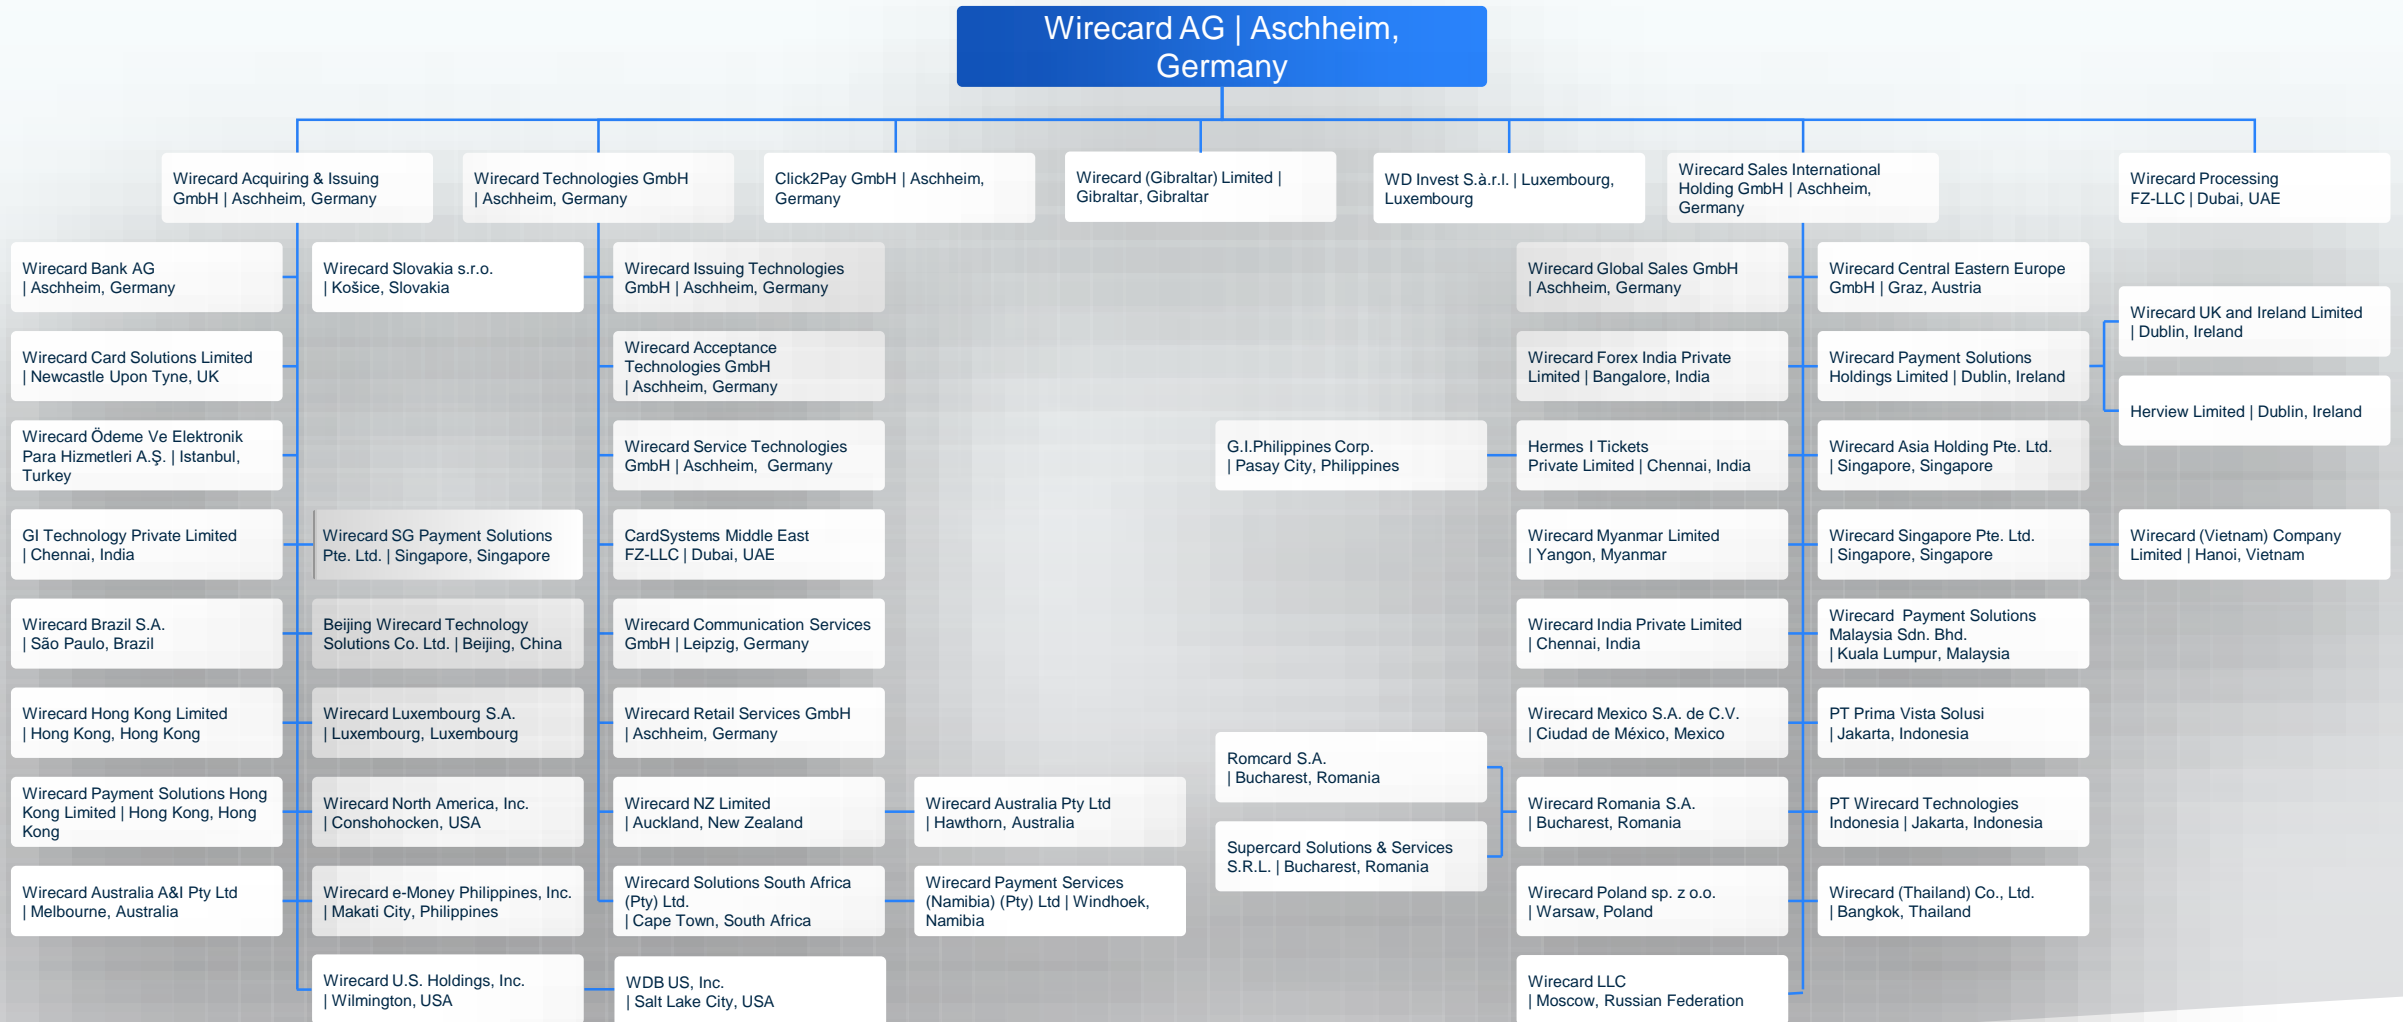 Wirecard AG | Aschheim,
Germany
Wirecard Acquiring & Issuing
GmbH | Aschheim, Germany
Wirecard Technologies GmbH
| Aschheim, Germany
Click2Pay GmbH | Aschheim,
Germany
Wirecard (Gibraltar) Limited |
Gibraltar, Gibraltar
WD Invest S.à.r.l. | Luxembourg,
Luxembourg
Wirecard Sales International
Holding GmbH | Aschheim,
Germany
Wirecard Processing
FZ-LLC | Dubai, UAE
Wirecard Bank AG
| Aschheim, Germany
Wirecard Card Solutions Limited
| Newcastle Upon Tyne, UK
Wirecard Ödeme Ve Elektronik
Para Hizmetleri A.Ş. | Istanbul,
Turkey
GI Technology Private Limited
| Chennai, India
Wirecard Brazil S.A.
| São Paulo, Brazil
Wirecard Hong Kong Limited
| Hong Kong, Hong Kong
Wirecard Payment Solutions Hong
Kong Limited | Hong Kong, Hong
Kong
Wirecard Australia A&I Pty Ltd
| Melbourne, Australia
Wirecard Slovakia s.r.o.
| Košice, Slovakia
Wirecard SG Payment Solutions
Pte. Ltd. | Singapore, Singapore
Beijing Wirecard Technology
Solutions Co. Ltd. | Beijing, China
Wirecard Luxembourg S.A.
| Luxembourg, Luxembourg
Wirecard North America, Inc.
| Conshohocken, USA
Wirecard e-Money Philippines, Inc.
| Makati City, Philippines
Wirecard U.S. Holdings, Inc.
| Wilmington, USA
Wirecard Issuing Technologies
GmbH | Aschheim, Germany
Wirecard Acceptance
Technologies GmbH
| Aschheim, Germany
Wirecard Service Technologies
GmbH | Aschheim, Germany
CardSystems Middle East
FZ-LLC | Dubai, UAE
Wirecard Communication Services
GmbH | Leipzig, Germany
Wirecard Retail Services GmbH
| Aschheim, Germany
Wirecard NZ Limited
| Auckland, New Zealand
Wirecard Solutions South Africa
(Pty) Ltd.
| Cape Town, South Africa
WDB US, Inc.
| Salt Lake City, USA
Wirecard Australia Pty Ltd
| Hawthorn, Australia
Wirecard Payment Services
(Namibia) (Pty) Ltd | Windhoek,
Namibia
G.I.Philippines Corp.
| Pasay City, Philippines
Romcard S.A.
| Bucharest, Romania
Supercard Solutions & Services
S.R.L. | Bucharest, Romania
Wirecard Global Sales GmbH
| Aschheim, Germany
Wirecard Forex India Private
Limited | Bangalore, India
Hermes I Tickets
Private Limited | Chennai, India
Wirecard Myanmar Limited
| Yangon, Myanmar
Wirecard India Private Limited
| Chennai, India
Wirecard Mexico S.A. de C.V.
| Ciudad de México, Mexico
Wirecard Romania S.A.
| Bucharest, Romania
Wirecard Poland sp. z o.o.
| Warsaw, Poland
Wirecard LLC
| Moscow, Russian Federation
Wirecard Central Eastern Europe
GmbH | Graz, Austria
Wirecard Payment Solutions
Holdings Limited | Dublin, Ireland
Wirecard Asia Holding Pte. Ltd.
| Singapore, Singapore
Wirecard Singapore Pte. Ltd.
| Singapore, Singapore
Wirecard Payment Solutions
Malaysia Sdn. Bhd.
| Kuala Lumpur, Malaysia
PT Prima Vista Solusi
| Jakarta, Indonesia
PT Wirecard Technologies
Indonesia | Jakarta, Indonesia
Wirecard (Thailand) Co., Ltd.
| Bangkok, Thailand
Wirecard UK and Ireland Limited
| Dublin, Ireland
Herview Limited | Dublin, Ireland
Wirecard (Vietnam) Company
Limited | Hanoi, Vietnam